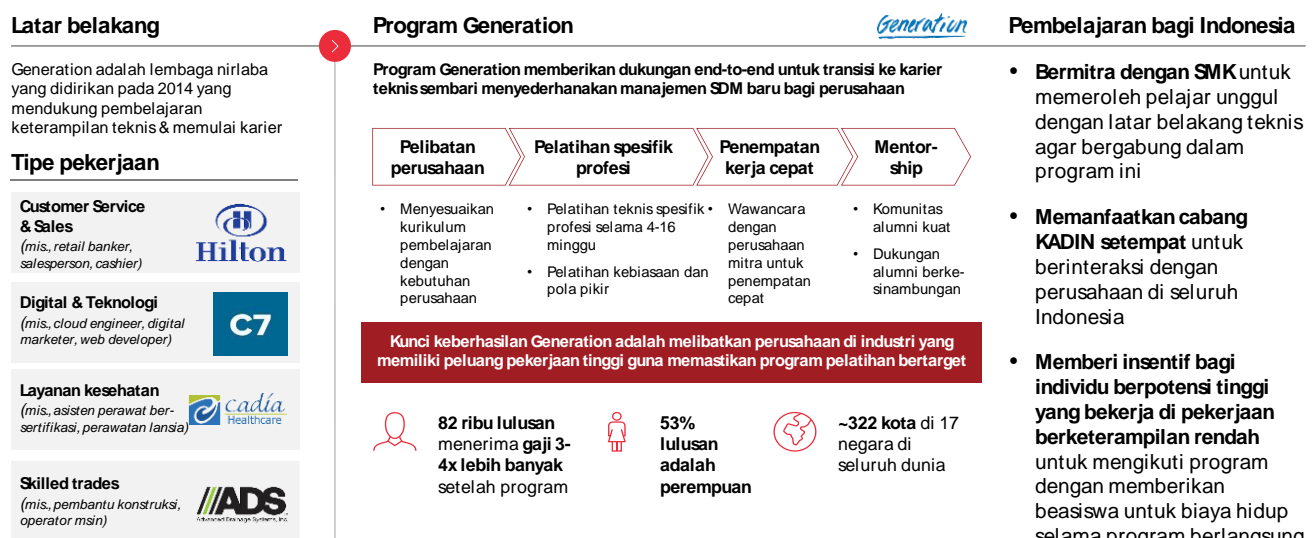 Latar belakang
Generation adalah lembaga nirlaba
yang didirikan pada 2014 yang
mendukung pembelajaran
keterampilan teknis & memulai karier
Tipe pekerjaan
Customer Service
& Sales
(mis., retail banker,
salesperson, cashier)
Hilton
Digital & Teknologi
(mis., cloud engineer, digital
marketer, web developer)
C7
Layanan kesehatan
(mis., asisten perawat ber-
sertifikasi, perawatan lansia)
cadia
Healthcare
Skilled trades
(mis., pembantu konstruksi,
operator msin)
ADS
Advanced Drainage Systems, Inc.
Program Generation
Generation
Program Generation memberikan dukungan end-to-end untuk transisi ke karier
teknis sembari menyederhanakan manajemen SDM baru bagi perusahaan
Pelibatan
perusahaan
• Menyesuaikan
kurikulum
pembelajaran
dengan
kebutuhan
perusahaan
Pelatihan spesifik
profesi
• Pelatihan teknis spesifik
profesi selama 4-16
minggu
• Pelatihan kebiasaan dan
pola pikir
Penempatan
kerja cepat
• Wawancara
dengan
perusahaan
mitra untuk
penempatan
cepat
Mentor-
ship
• Komunitas
alumni kuat
• Dukungan
alumni berke-
sinambungan
Kunci keberhasilan Generation adalah melibatkan perusahaan di industri yang
memiliki peluang pekerjaan tinggi guna memastikan program pelatihan bertarget
82 ribu lulusan
menerima gaji 3-
4x lebih banyak
setelah program
53%
lulusan
adalah
perempuan
~322 kota di 17
negara di
seluruh dunia
Pembelajaran bagi Indonesia
• Bermitra dengan SMK untuk
memeroleh pelajar unggul
dengan latar belakang teknis
agar bergabung dalam
program ini
• Memanfaatkan cabang
KADIN setempat untuk
berinteraksi dengan
perusahaan di seluruh
Indonesia
• Memberi insentif bagi
individu berpotensi tinggi
yang bekerja di pekerjaan
berketerampilan rendah
untuk mengikuti program
dengan memberikan
beasiswa untuk biaya hidup
selama program berlangsung